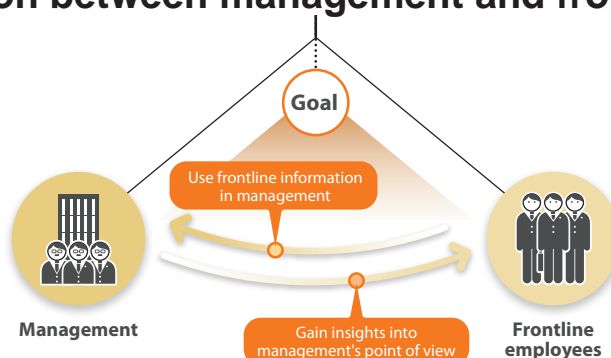 on between management and fro
Goal
Use frontline information
in management
Management
Gain insights into
management's point of view
Frontline
employees